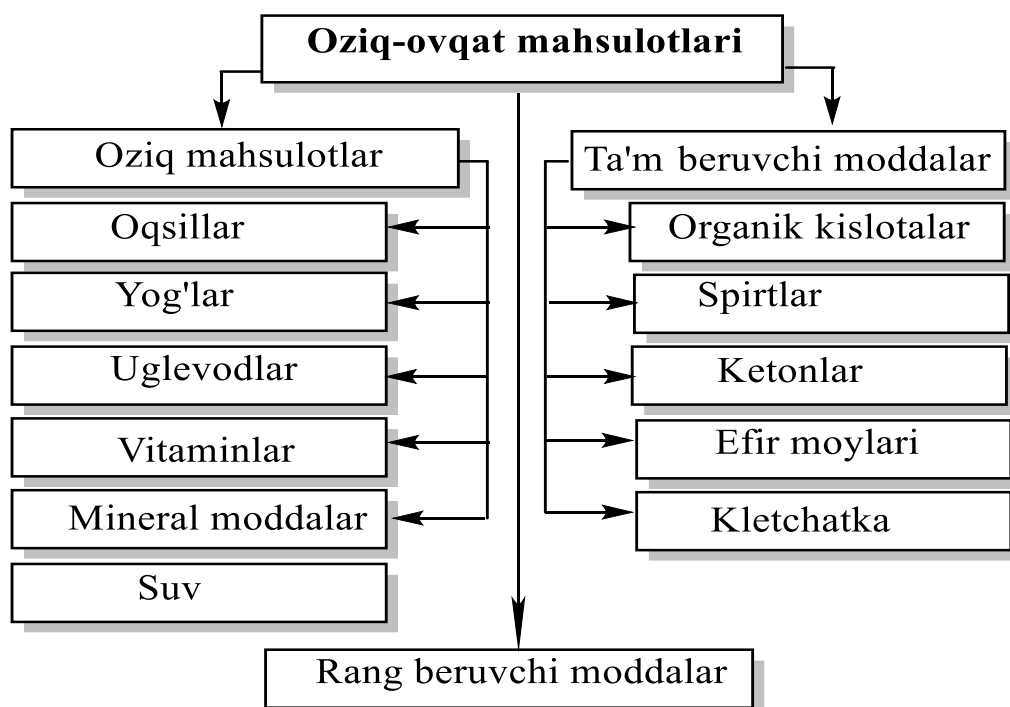 Oziq-ovqat mahsulotlari
Oziq mahsulotlar
Oqsillar
Yog'lar
Uglevodlar
Vitaminlar
Mineral moddalar
Suv
Ta'm beruvchi moddalar
Organik kislotalar
Spirtlar
Ketonlar
Efir moylari
Kletchatka
Rang beruvchi moddalar